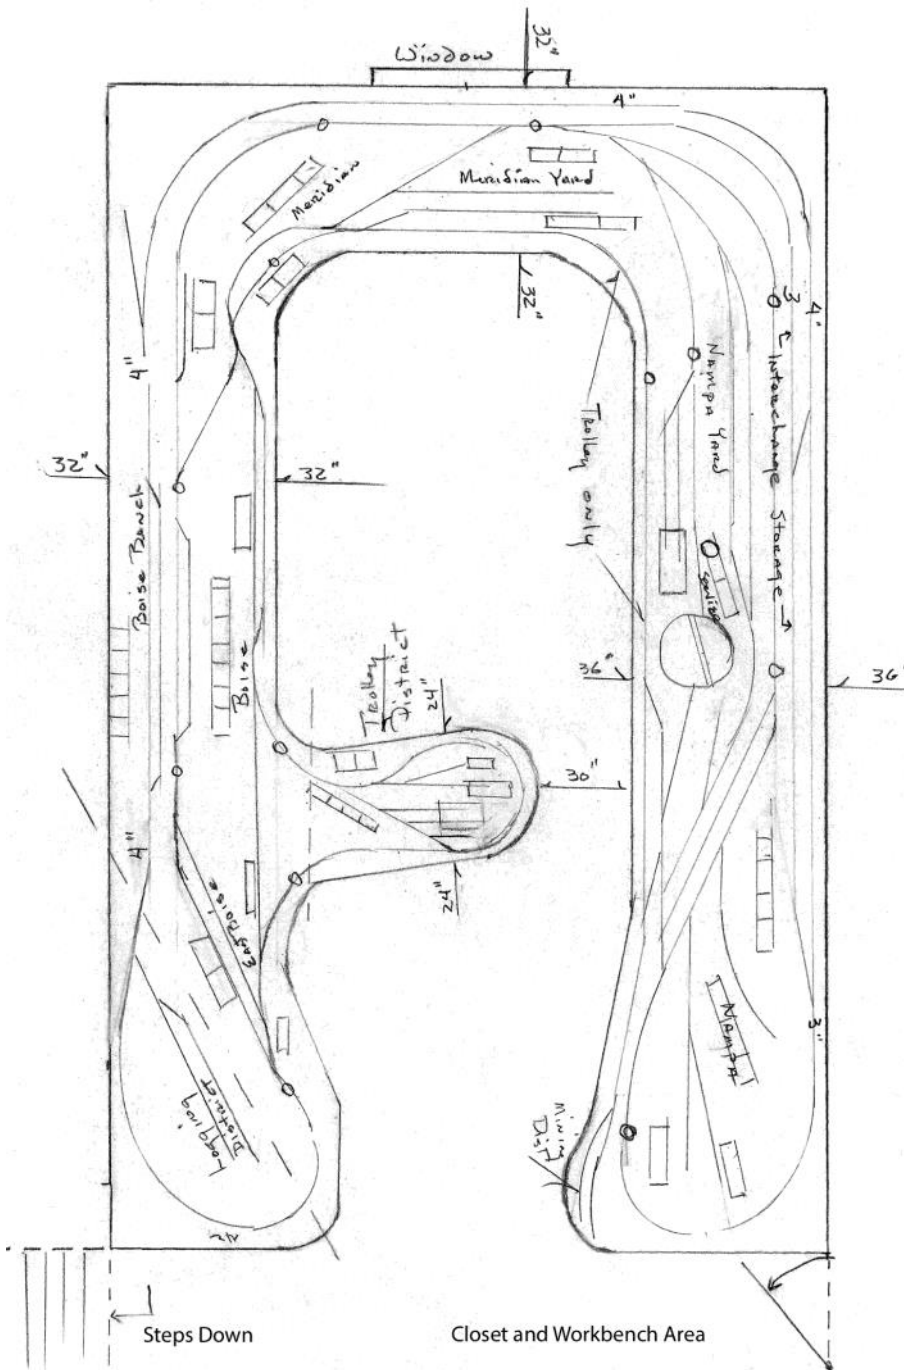 32"
Window
4"
Meridian Yard
Meridian
32"
3
4"
4"
Nampa Yard
Interchange Storage
Trolley only
32"
32"
Boise Branch
Boise
Trolley
District
24"
36"
36"
30"
4"
24"
East Boise
Nampa
3"
Logging
District
Mining
Dist
Steps Down
Closet and Workbench Area